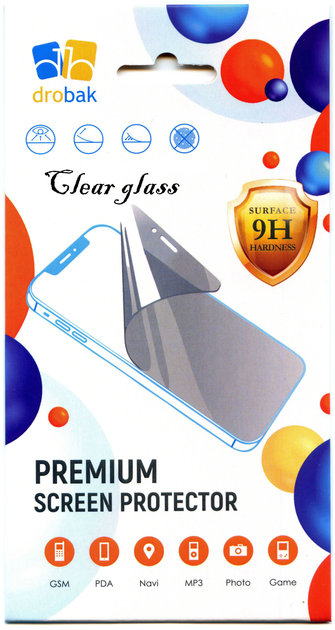 drobak
Clear glass
SURFACE
9H
HARDNESS
PREMIUM
SCREEN PROTECTOR
GSM PDA Navi MP3 Photo Game